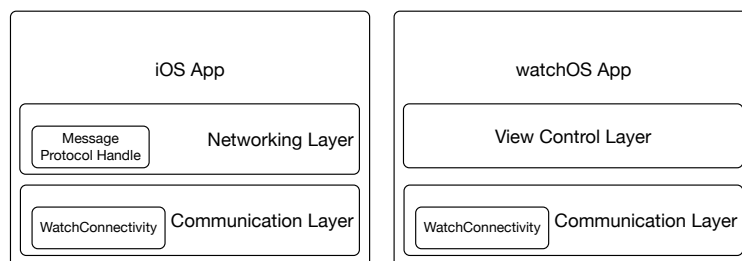 iOS App
Message
Protocol Handle
Networking Layer
WatchConnectivity
Communication Layer
watchOS App
View Control Layer
WatchConnectivity
Communication Layer